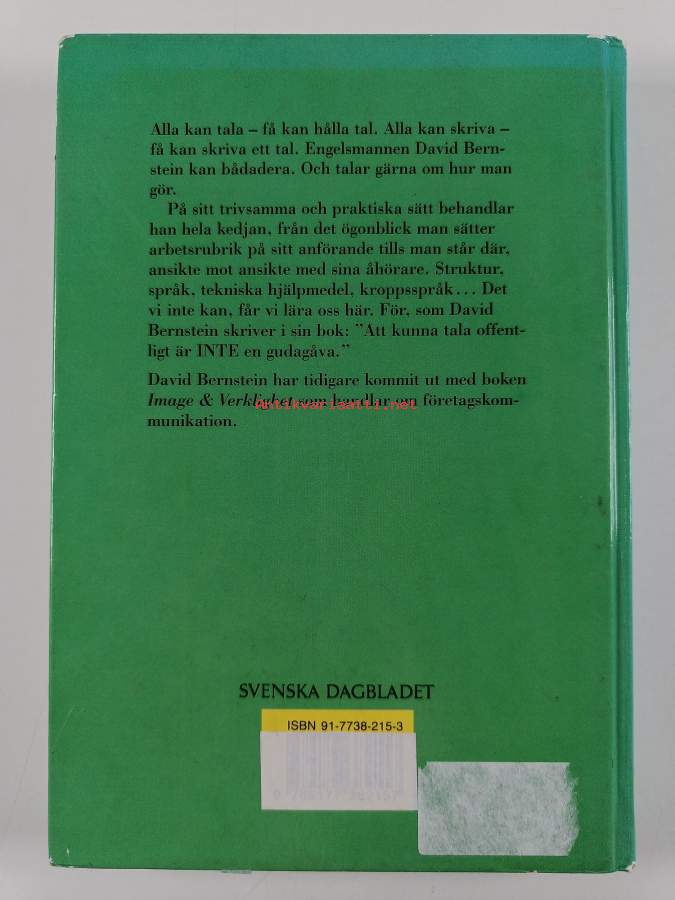 Alla kan tala – få kan hålla tal. Alla kan skriva –
få kan skriva ett tal. Engelsmannen David Bern-
stein kan bådadera. Och talar gärna om hur man
gör.
På sitt trivsamma och praktiska sätt behandlar
han hela kedjan, från det ögonblick man sätter
arbetsrubrik på sitt anförande tills man står där,
ansikte mot ansikte med sina åhörare. Struktur,
språk, tekniska hjälpmedel, kroppsspråk... Det
vi inte kan, får vi lära oss här. För, som David
Bernstein skriver i sin bok: ”Att kunna tala offent-
ligt är INTE en gudagåva.”
David Bernstein har tidigare kommit ut med boken
Image & Verklighet som handlar om företagskom-
Antikvariaatti.net
munikation.
SVENSKA DAGBLADET
ISBN 91-7738-215-3